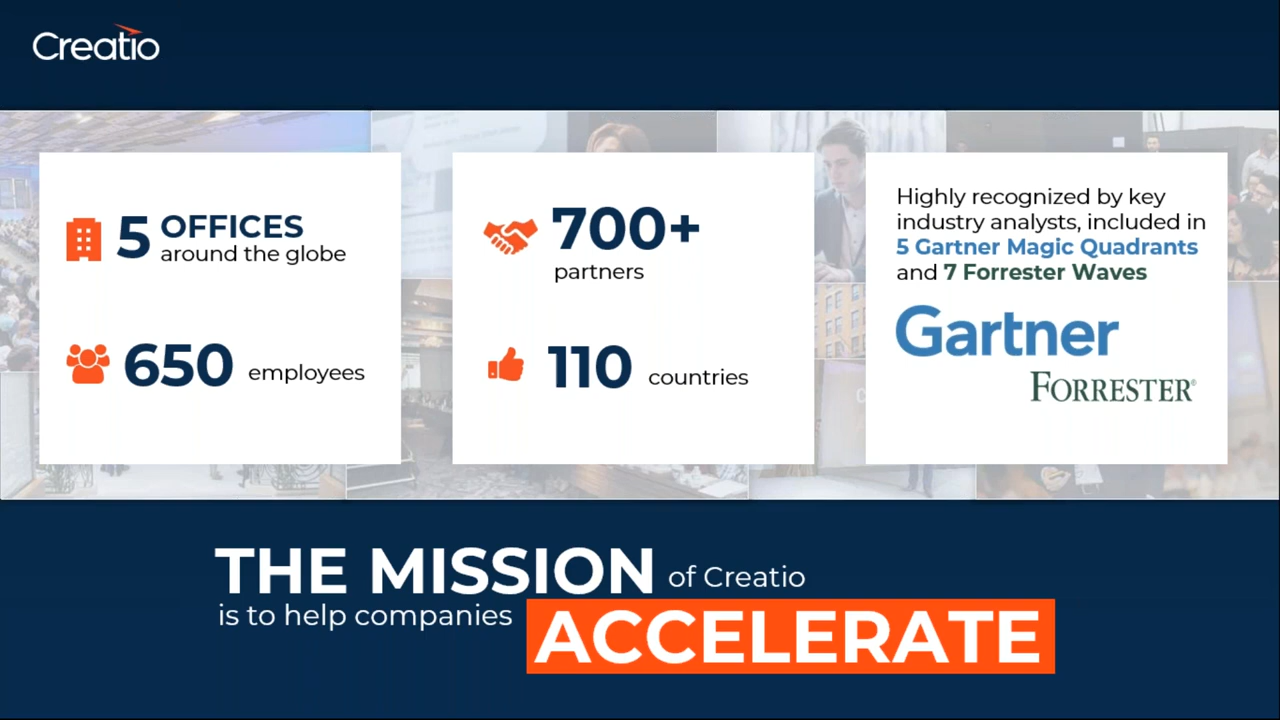 Creatio
5 OFFICES
around the globe
650 employees
700+
partners
110 countries
Highly recognized by key
industry analysts, included in
5 Gartner Magic Quadrants
and 7 Forrester Waves
Gartner
FORRESTER®
THE MISSION of Creatio
is to help companies ACCELERATE